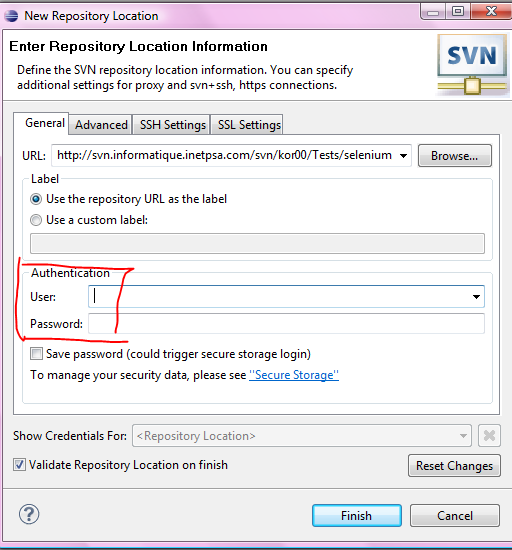 New Repository Location
Enter Repository Location Information
SVN
Define the SVN repository location information. You can specify
additional settings for proxy and svn+ssh, https connections.
General Advanced SSH Settings SSL Settings
URL: http://svn.informatique.inetpsa.com/svn/kor00/Tests/selenium Browse...
Label
Use the repository URL as the label
Use a custom label:
Authentication
User:
Password:
Save password (could trigger secure storage login)
To manage your security data, please see "Secure Storage"
Show Credentials For: <Repository Location>
Validate Repository Location on finish
Reset Changes
? Finish Cancel